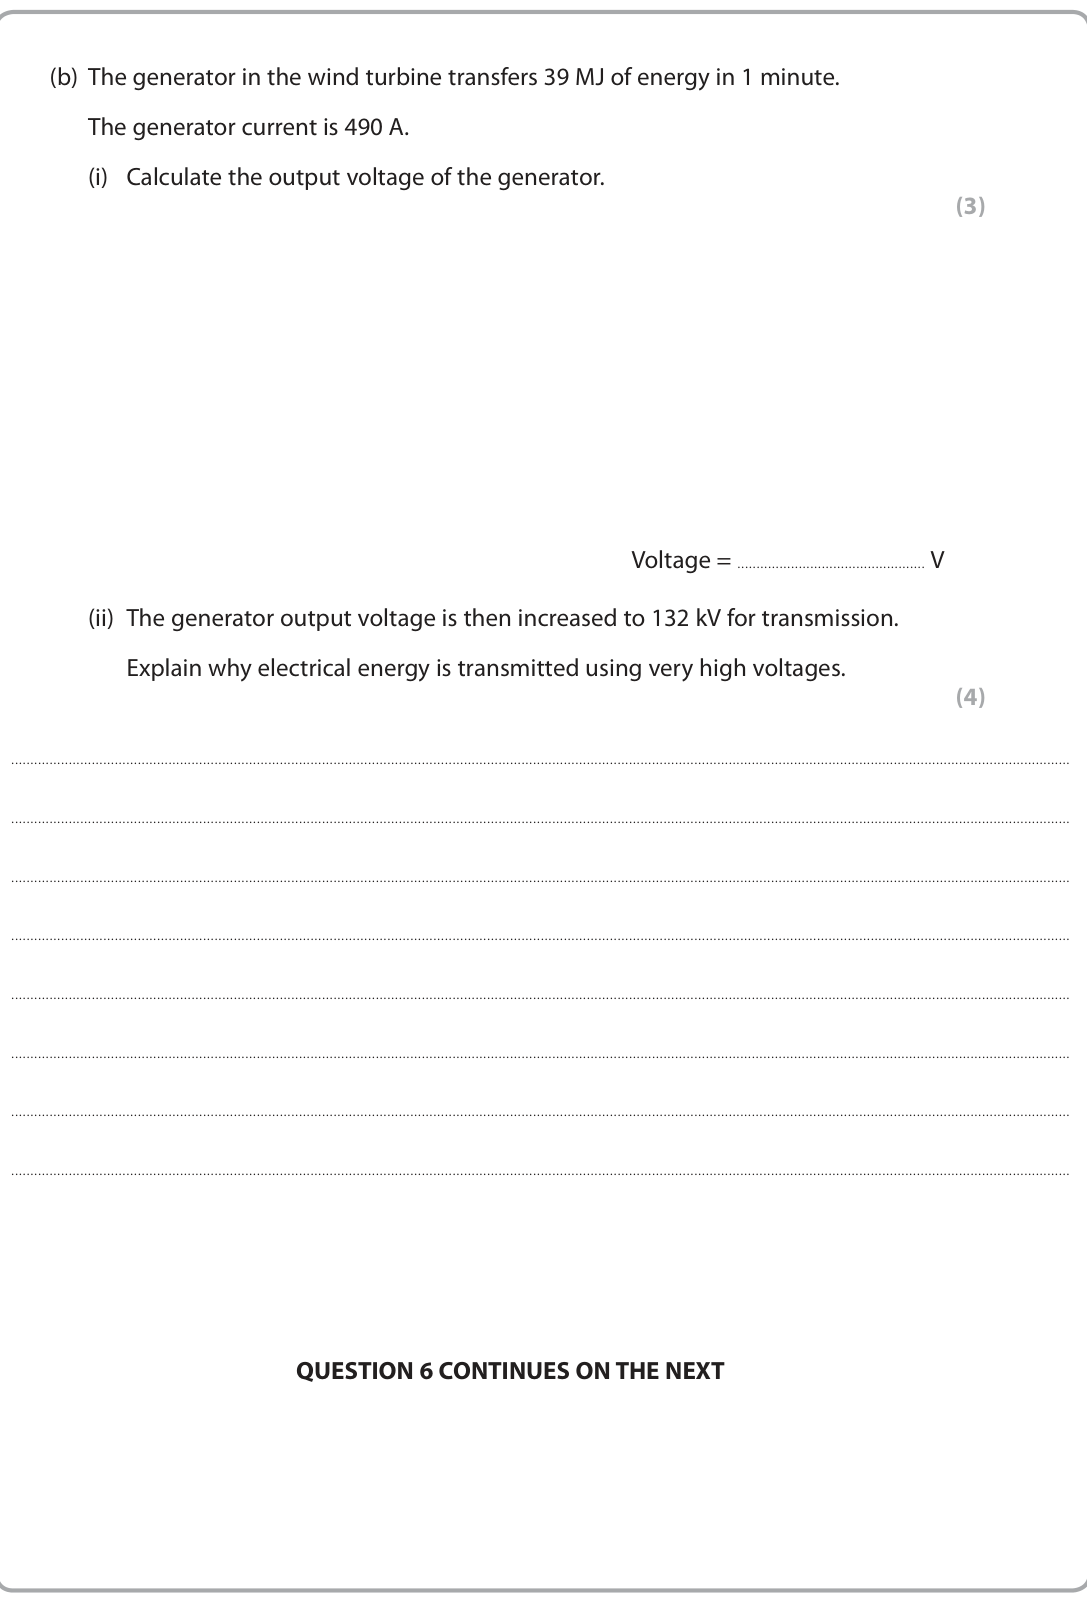 (b) The generator in the wind turbine transfers 39 MJ of energy in 1 minute.
The generator current is 490 A.
(i) Calculate the output voltage of the generator.
(3)
Voltage = ................................................ V
(ii) The generator output voltage is then increased to 132 kV for transmission.
Explain why electrical energy is transmitted using very high voltages.
(4)
QUESTION 6 CONTINUES ON THE NEXT